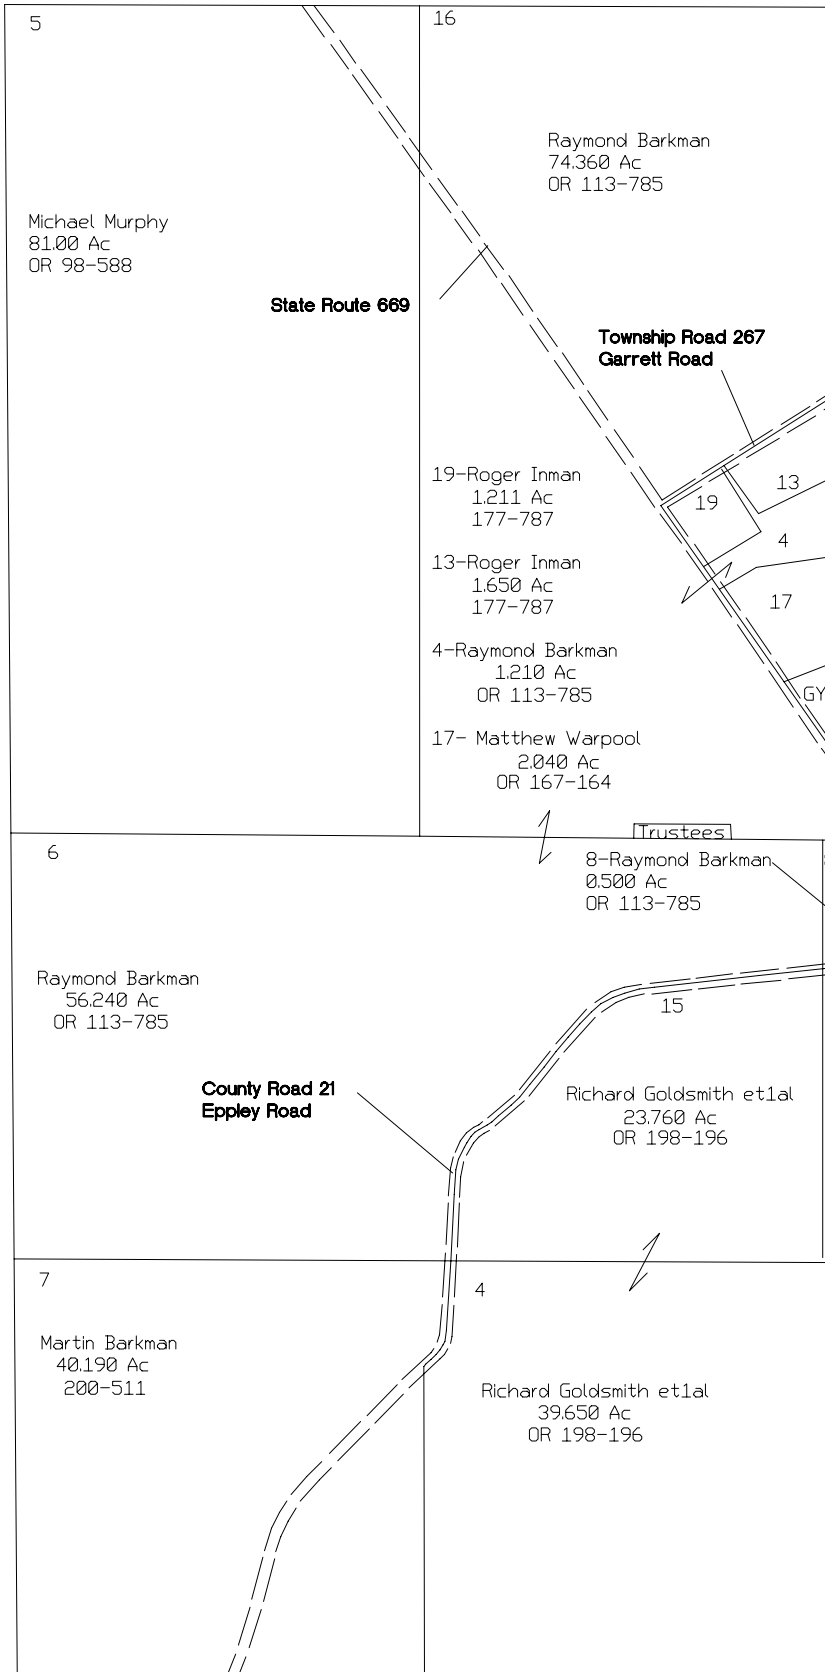 5
16
Raymond Barkman
74.360 Ac
OR 113-785
Michael Murphy
81.00 Ac
OR 98-588
State Route 669
Township Road 267
Garrett Road
19-Roger Inman
1.211 Ac
177-787
13
19
4
13-Roger Inman
1.650 Ac
177-787
17
4-Raymond Barkman
1.210 Ac
OR 113-785
GY
17- Matthew Warpool
2.040 Ac
OR 167-164
Trustees
6
8-Raymond Barkman
0.500 Ac
OR 113-785
Raymond Barkman
56.240 Ac
OR 113-785
15
County Road 21
Eppley Road
Richard Goldsmith et1al
23.760 Ac
OR 198-196
7
4
Martin Barkman
40.190 Ac
200-511
Richard Goldsmith et1al
39.650 Ac
OR 198-196